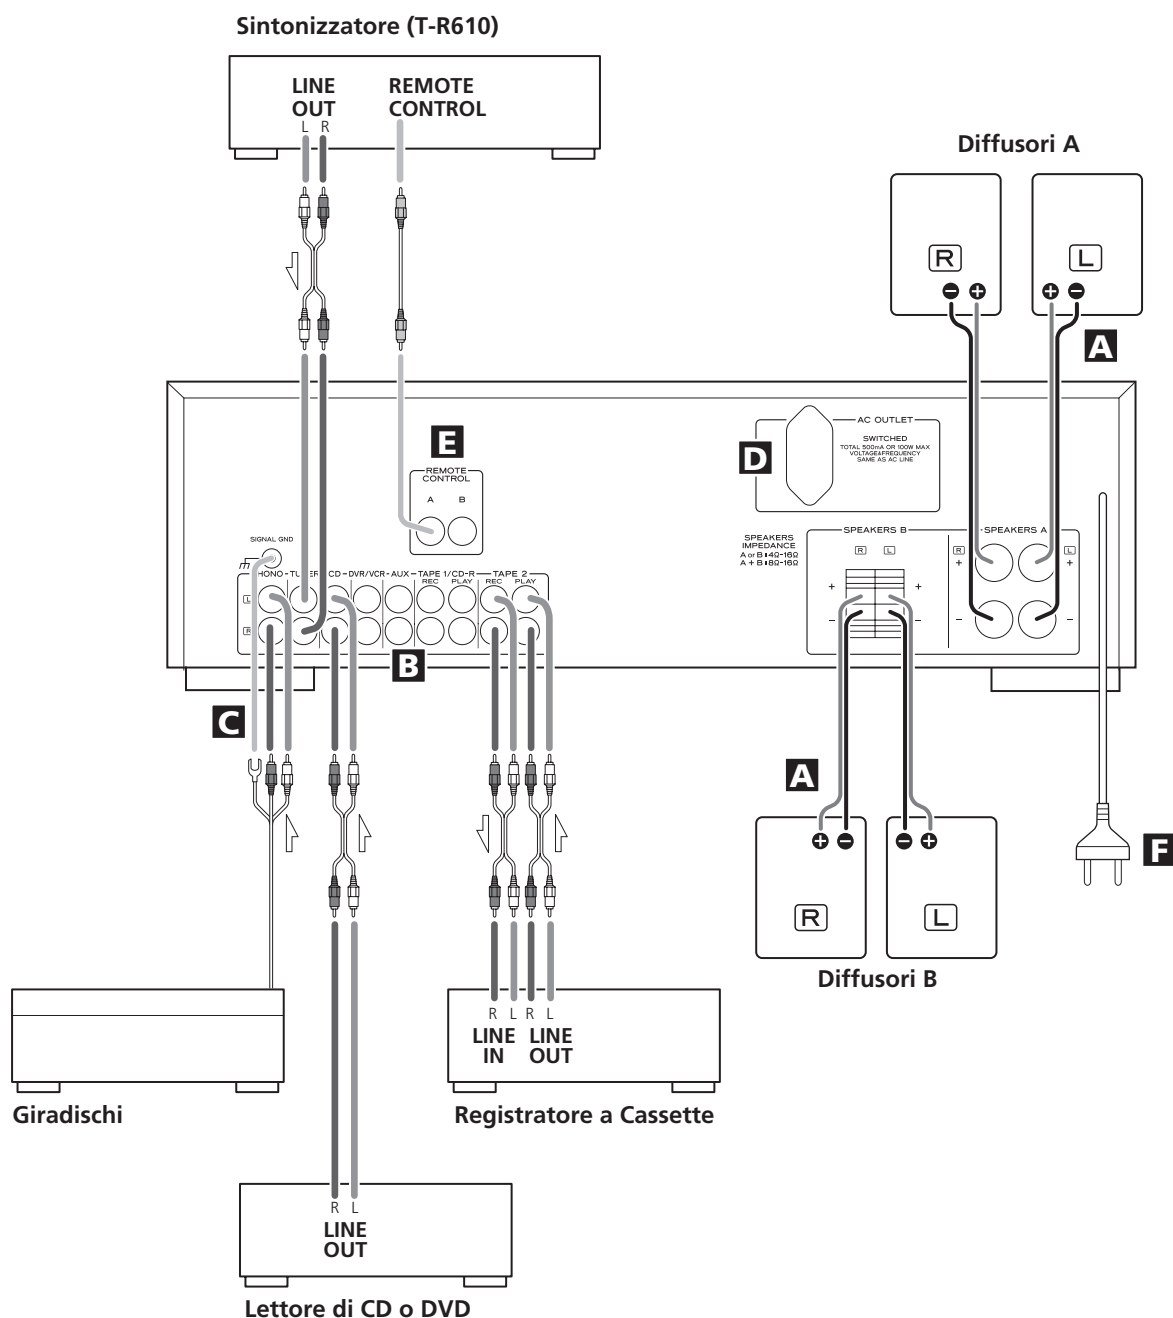 Sintonizzatore (T-R610)
LINE OUT
L R
REMOTE CONTROL
Diffusori A
R
L
A
E
REMOTE CONTROL
A B
D
AC OUTLET
SWITCHED
TOTAL 500mA OR 100W MAX
VOLTAGE&FREQUENCY
SAME AS AC LINE
SIGNAL GND
PHONO TUNER CD DVR/VCR AUX TAPE 1/CD-R TAPE 2
REC PLAY REC PLAY
L
R
B
C
SPEAKERS
IMPEDANCE
A or B:4Ω-16Ω
A + B:8Ω-16Ω
SPEAKERS B
R L
+ +
− −
SPEAKERS A
R L
+ +
− −
A
F
R
L
Diffusori B
Giradischi
R L R L
LINE IN
LINE OUT
Registratore a Cassette
R L
LINE OUT
Lettore di CD o DVD